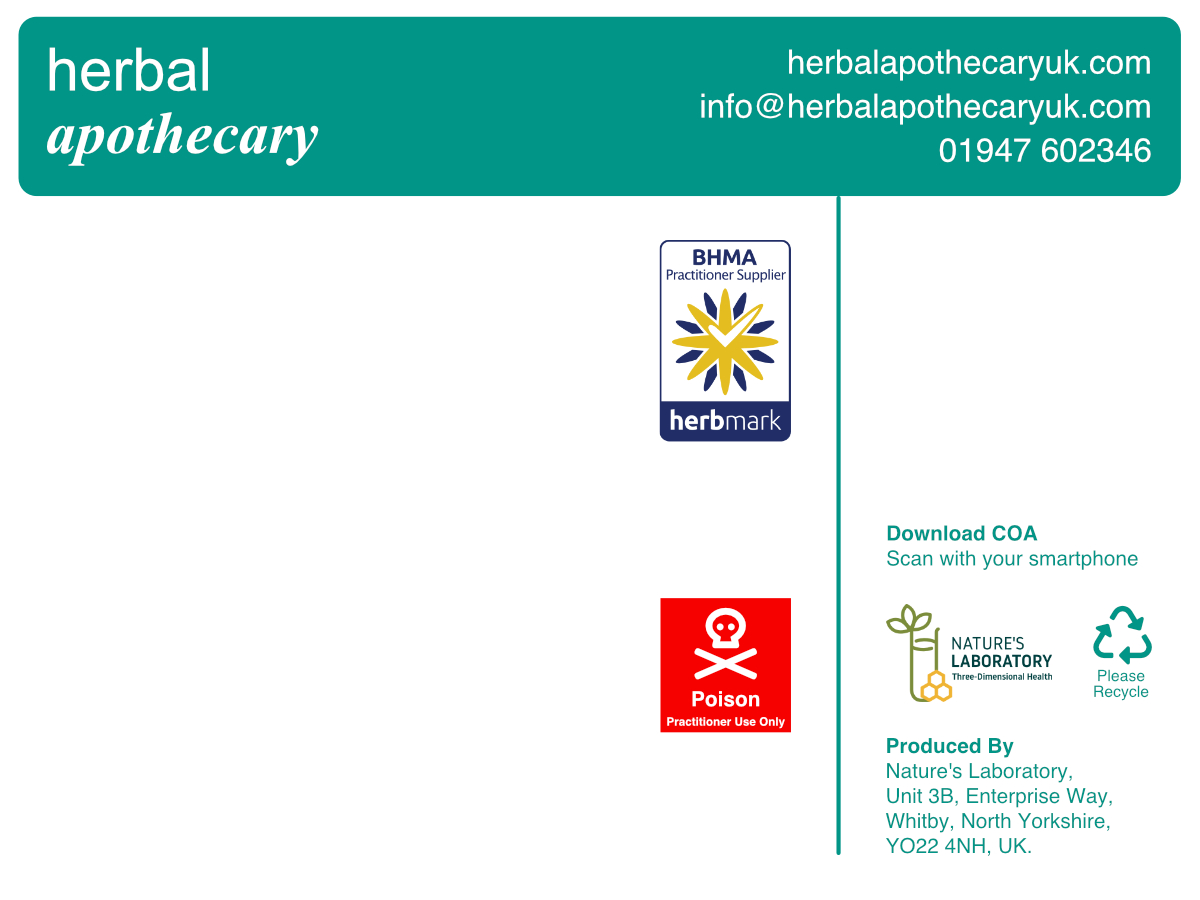 herbal
apothecary
herbalapothecaryuk.com
info@herbalapothecaryuk.com
01947 602346
BHMA
Practitioner Supplier
herbmark
Poison
Practitioner Use Only
Download COA
Scan with your smartphone
NATURE'S
LABORATORY
Three-Dimensional Health
Please
Recycle
Produced By
Nature's Laboratory,
Unit 3B, Enterprise Way,
Whitby, North Yorkshire,
YO22 4NH, UK.